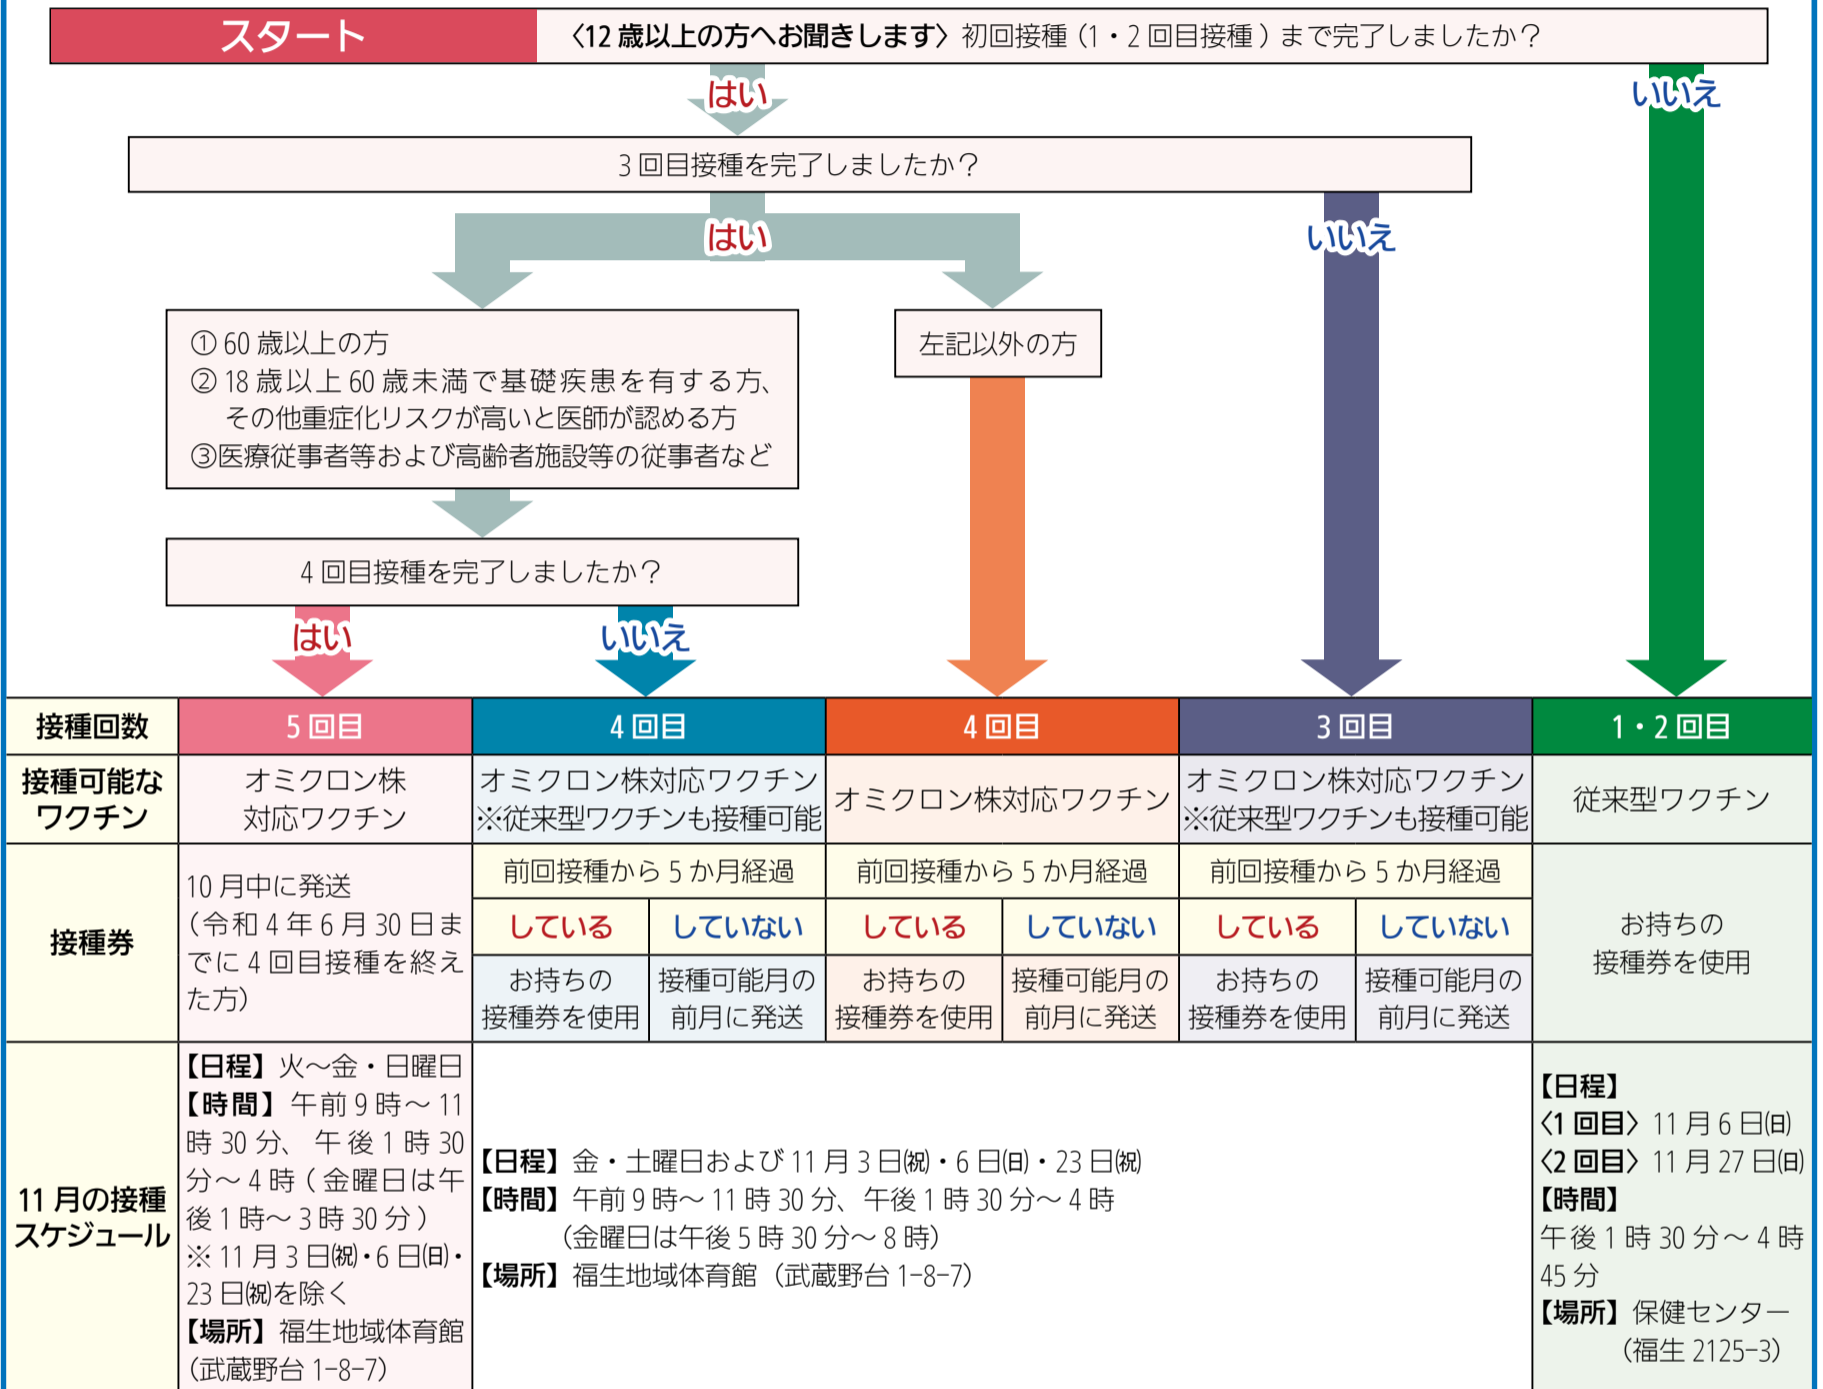 スタート
〈12歳以上の方へお聞きします〉初回接種(1・2回目接種)まで完了しましたか？
はい
いいえ
3回目接種を完了しましたか？
はい
いいえ
①60歳以上の方
②18歳以上60歳未満で基礎疾患を有する方、
その他重症化リスクが高いと医師が認める方
③医療従事者等および高齢者施設等の従事者など
左記以外の方
4回目接種を完了しましたか？
はい
いいえ
接種回数
5回目
4回目
4回目
3回目
1・2回目
接種可能な
ワクチン
オミクロン株
対応ワクチン
オミクロン株対応ワクチン
※従来型ワクチンも接種可能
オミクロン株対応ワクチン
オミクロン株対応ワクチン
※従来型ワクチンも接種可能
従来型ワクチン
接種券
10月中に発送
（令和4年6月30日ま
でに4回目接種を終え
た方）
前回接種から5か月経過
している
していない
お持ちの
接種券を使用
接種可能月の
前月に発送
前回接種から5か月経過
している
していない
お持ちの
接種券を使用
接種可能月の
前月に発送
前回接種から5か月経過
している
していない
お持ちの
接種券を使用
接種可能月の
前月に発送
お持ちの
接種券を使用
11月の接種
スケジュール
【日程】火～金・日曜日
【時間】午前9時～11
時30分、午後1時30
分～4時（金曜日は午
後1時～3時30分）
※11月3日㈷・6日㈰・
23日㈷を除く
【場所】福生地域体育館
（武蔵野台1-8-7）
【日程】金・土曜日および11月3日㈷・6日㈰・23日㈷
【時間】午前9時～11時30分、午後1時30分～4時
（金曜日は午後5時30分～8時）
【場所】福生地域体育館（武蔵野台1-8-7）
【日程】
〈1回目〉11月6日㈰
〈2回目〉11月27日㈰
【時間】
午後1時30分～4時
45分
【場所】保健センター
（福生2125-3）